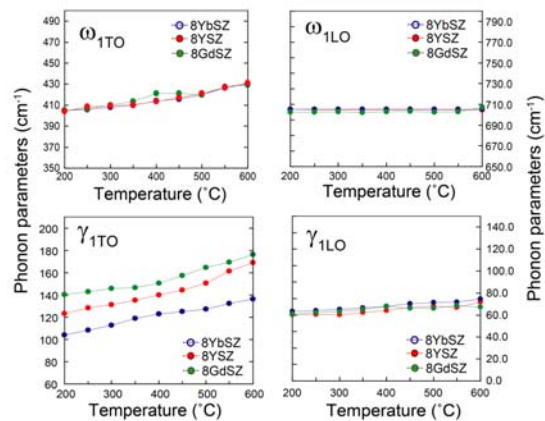 ω1TO
8YbSZ
8YSZ
8GdSZ
490
470
450
430
410
390
370
350
200 300 400 500 600
Temperature (˚C)
Phonon parameters (cm-1)
ω1LO
8YbSZ
8YSZ
8GdSZ
790.0
770.0
750.0
730.0
710.0
690.0
670.0
650.0
200 300 400 500 600
Temperature (˚C)
Phonon parameters (cm-1)
γ1TO
8YbSZ
8YSZ
8GdSZ
200
180
160
140
120
100
80
60
200 300 400 500 600
Temperature (˚C)
γ1LO
8YbSZ
8YSZ
8GdSZ
140.0
120.0
100.0
80.0
60.0
40.0
20.0
0.0
200 300 400 500 600
Temperature (˚C)